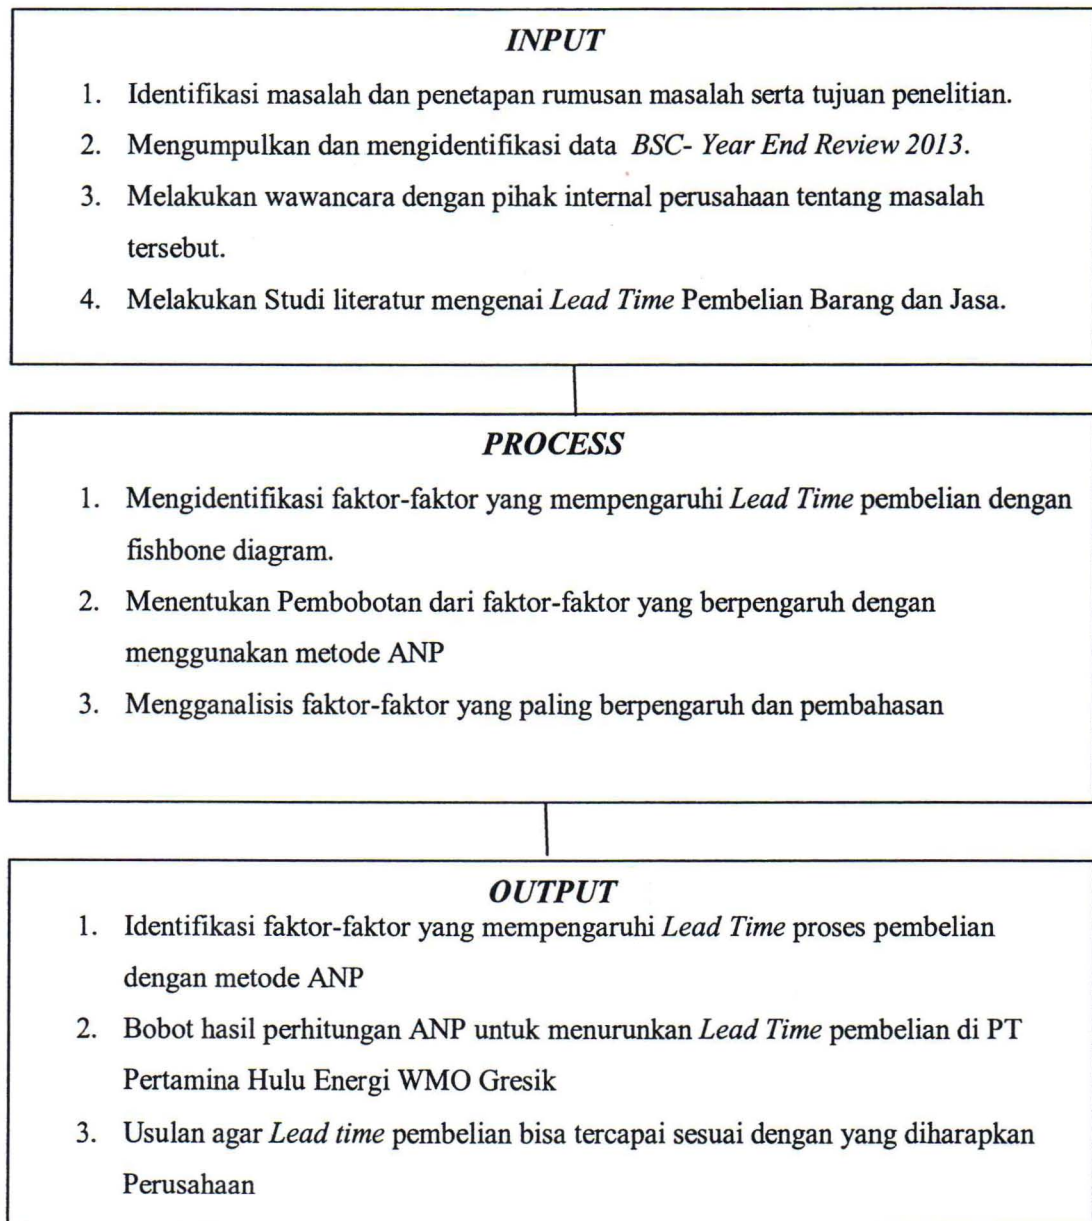 INPUT
1. Identifikasi masalah dan penetapan rumusan masalah serta tujuan penelitian.
2. Mengumpulkan dan mengidentifikasi data BSC- Year End Review 2013.
3. Melakukan wawancara dengan pihak internal perusahaan tentang masalah
tersebut.
4. Melakukan Studi literatur mengenai Lead Time Pembelian Barang dan Jasa.
PROCESS
1. Mengidentifikasi faktor-faktor yang mempengaruhi Lead Time pembelian dengan
fishbone diagram.
2. Menentukan Pembobotan dari faktor-faktor yang berpengaruh dengan
menggunakan metode ANP
3. Mengganalisis faktor-faktor yang paling berpengaruh dan pembahasan
OUTPUT
1. Identifikasi faktor-faktor yang mempengaruhi Lead Time proses pembelian
dengan metode ANP
2. Bobot hasil perhitungan ANP untuk menurunkan Lead Time pembelian di PT
Pertamina Hulu Energi WMO Gresik
3. Usulan agar Lead time pembelian bisa tercapai sesuai dengan yang diharapkan
Perusahaan